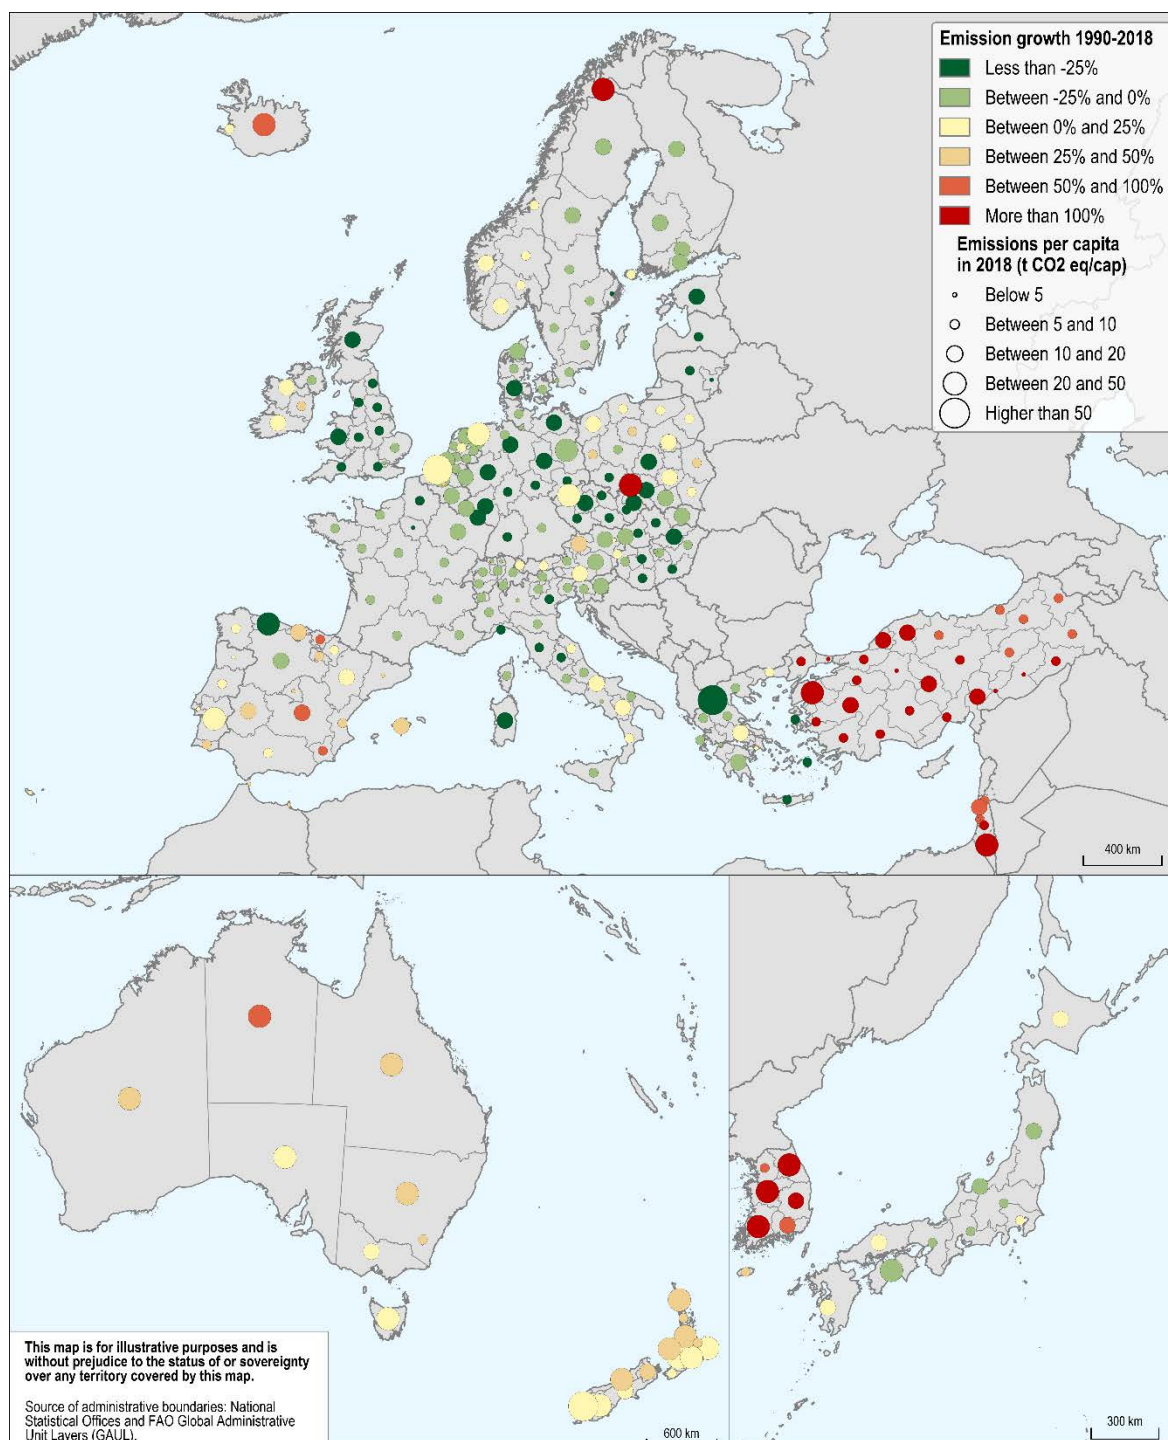 Emission growth 1990-2018
Less than -25%
Between -25% and 0%
Between 0% and 25%
Between 25% and 50%
Between 50% and 100%
More than 100%
Emissions per capita
in 2018 (t CO2 eq/cap)
Below 5
Between 5 and 10
Between 10 and 20
Between 20 and 50
Higher than 50
400 km
This map is for illustrative purposes and is
without prejudice to the status of or sovereignty
over any territory covered by this map.
Source of administrative boundaries: National
Statistical Offices and FAO Global Administrative
Unit Layers (GAUL).
600 km
300 km